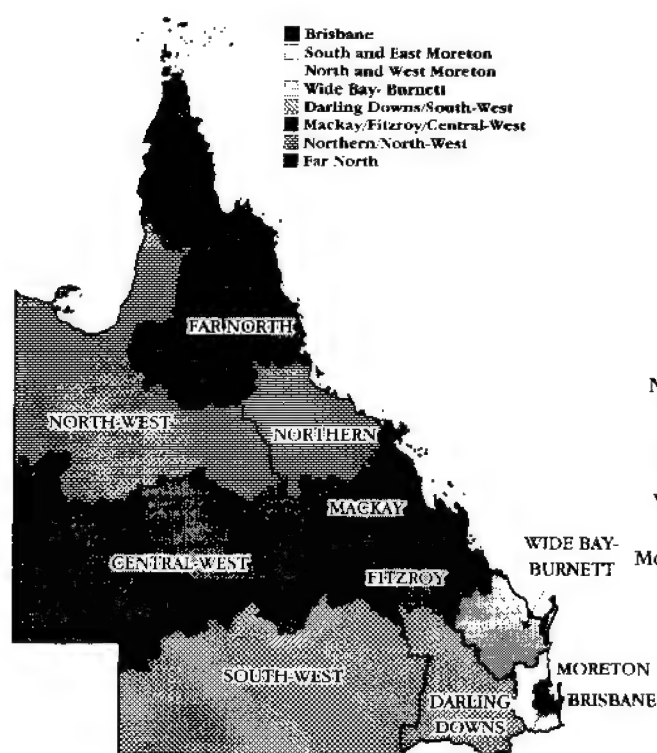 Brisbane
South and East Moreton
North and West Moreton
Wide Bay- Burnett
Darling Downs/South-West
Mackay/Fitzroy/Central-West
Northern/North-West
Far North
FAR NORTH
NORTH-WEST
NORTHERN
MACKAY
CENTRAL-WEST
FITZROY
WIDE BAY-
BURNETT
SOUTH-WEST
DARLING
DOWNS
MORETON
BRISBANE